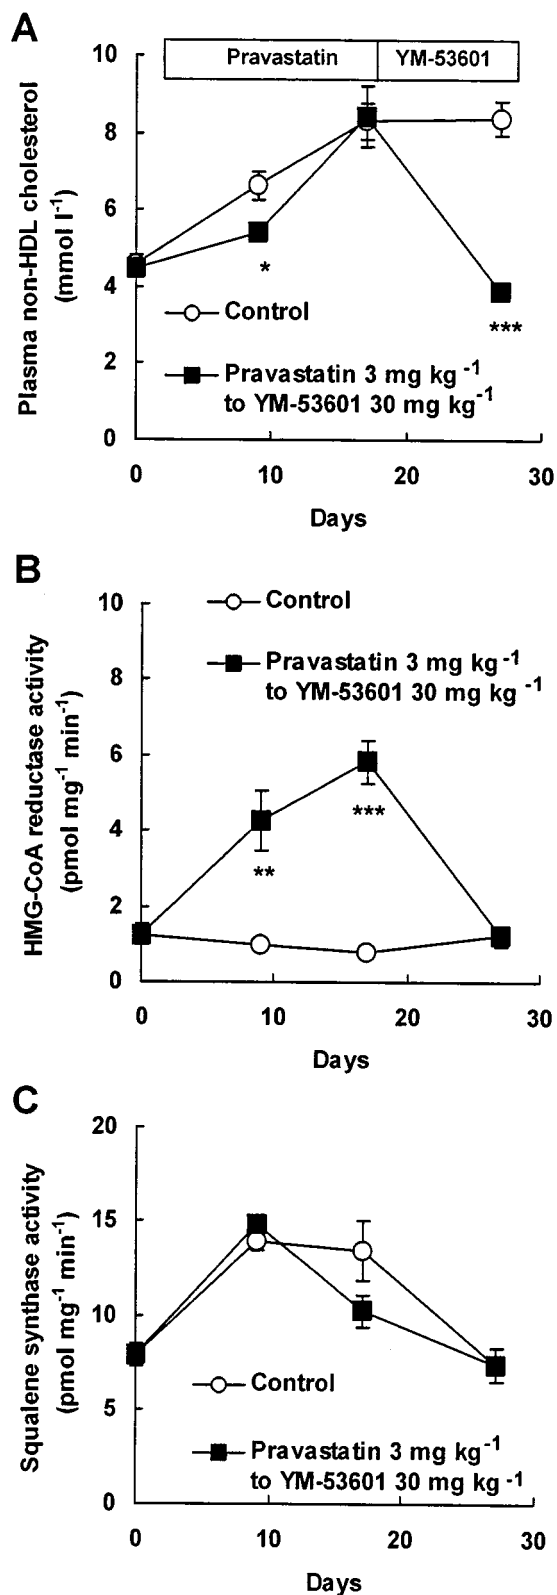 A
Pravastatin YM-53601
Plasma non-HDL cholesterol
(mmol l⁻¹)
10
8
6
4
2
0
*
***
Control
Pravastatin 3 mg kg⁻¹
to YM-53601 30 mg kg⁻¹
0 10 20 30
Days
B
HMG-CoA reductase activity
(pmol mg⁻¹ min⁻¹)
10
8
6
4
2
0
Control
Pravastatin 3 mg kg⁻¹
to YM-53601 30 mg kg⁻¹
***
**
0 10 20 30
Days
C
Squalene synthase activity
(pmol mg⁻¹ min⁻¹)
20
15
10
5
0
Control
Pravastatin 3 mg kg⁻¹
to YM-53601 30 mg kg⁻¹
0 10 20 30
Days